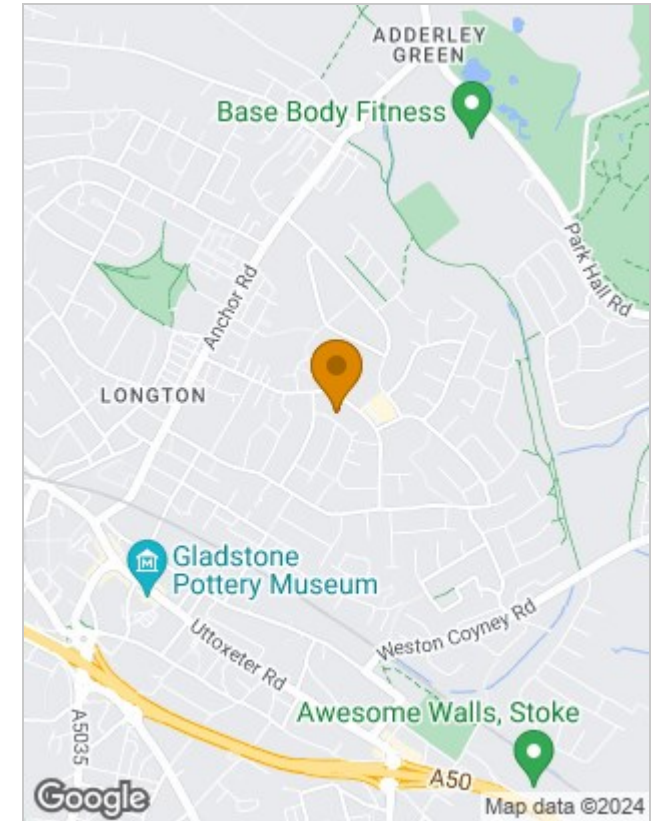 ADDERLEY
GREEN
Base Body Fitness
Park Hall Rd
Anchor Rd
LONGTON
Gladstone
Pottery Museum
Uttoxeter Rd
Weston Coyney Rd
Awesome Walls, Stoke
A5035
A50
Google
Map data ©2024